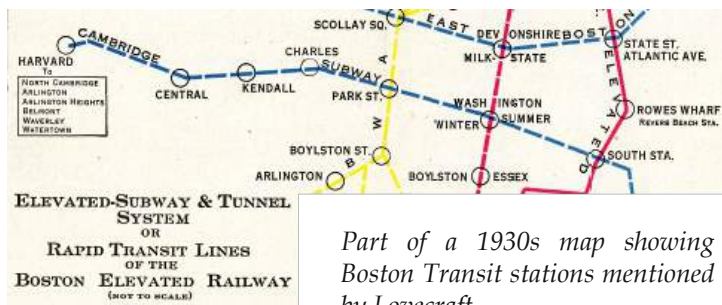 SCOLLAY SQ.
EAST BOSTON
DEVONSHIRE
MILK STATE
STATE ST.
ATLANTIC AVE.
CAMBRIDGE SUBWAY
HARVARD
To
NORTH CAMBRIDGE
ARLINGTON
ARLINGTON HEIGHTS
BELMONT
WAVERLEY
WATERTOWN
CENTRAL
KENDALL
CHARLES
PARK ST.
WASHINGTON
WINTER SUMMER
ELEVATED
ROWES WHARF
REVERE BEACH STA.
SOUTH STA.
BOYLSTON ST.
ARLINGTON
BOYLSTON ESSEX
W A
B
ELEVATED-SUBWAY & TUNNEL
SYSTEM
OR
RAPID TRANSIT LINES
OF THE
BOSTON ELEVATED RAILWAY
(NOT TO SCALE)
Part of a 1930s map showing
Boston Transit stations mentioned
by Lovecraft